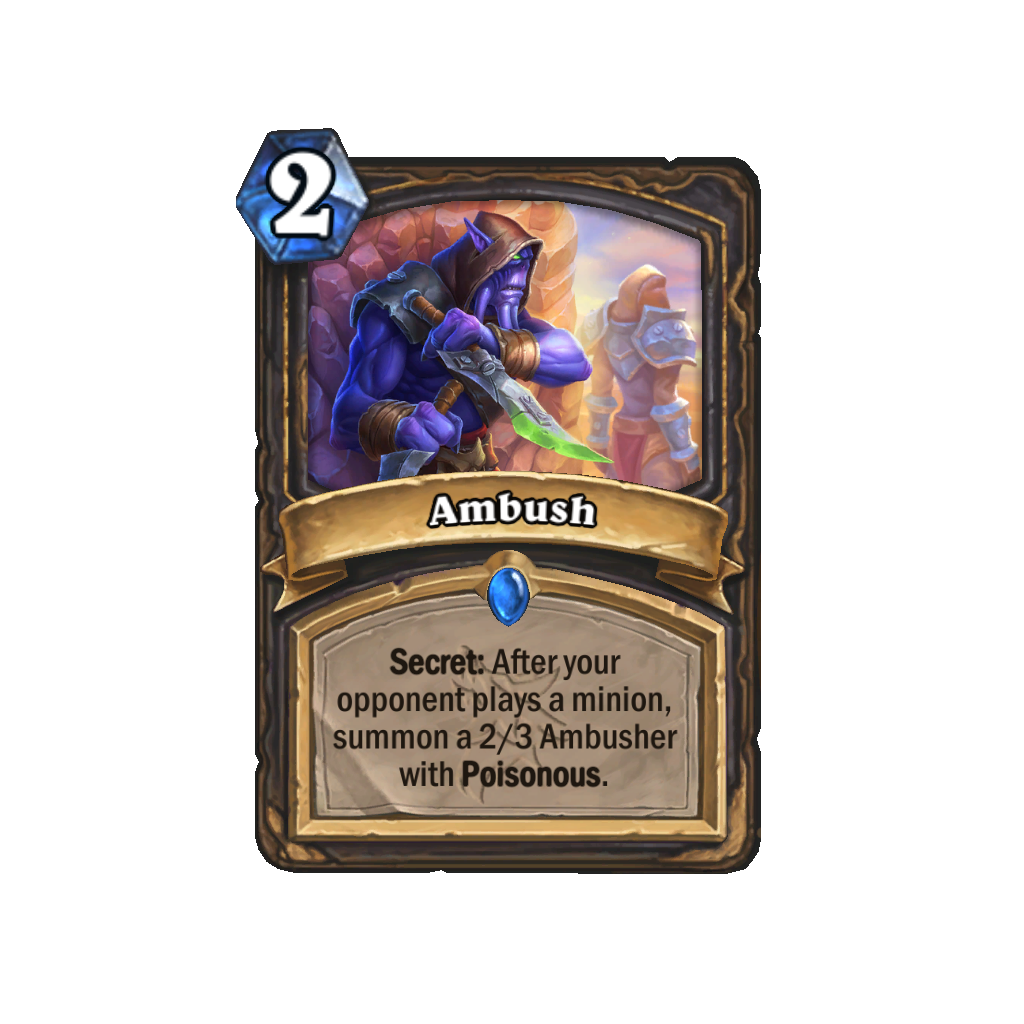 2
Ambush
Secret: After your
opponent plays a minion,
summon a 2/3 Ambusher
with Poisonous.